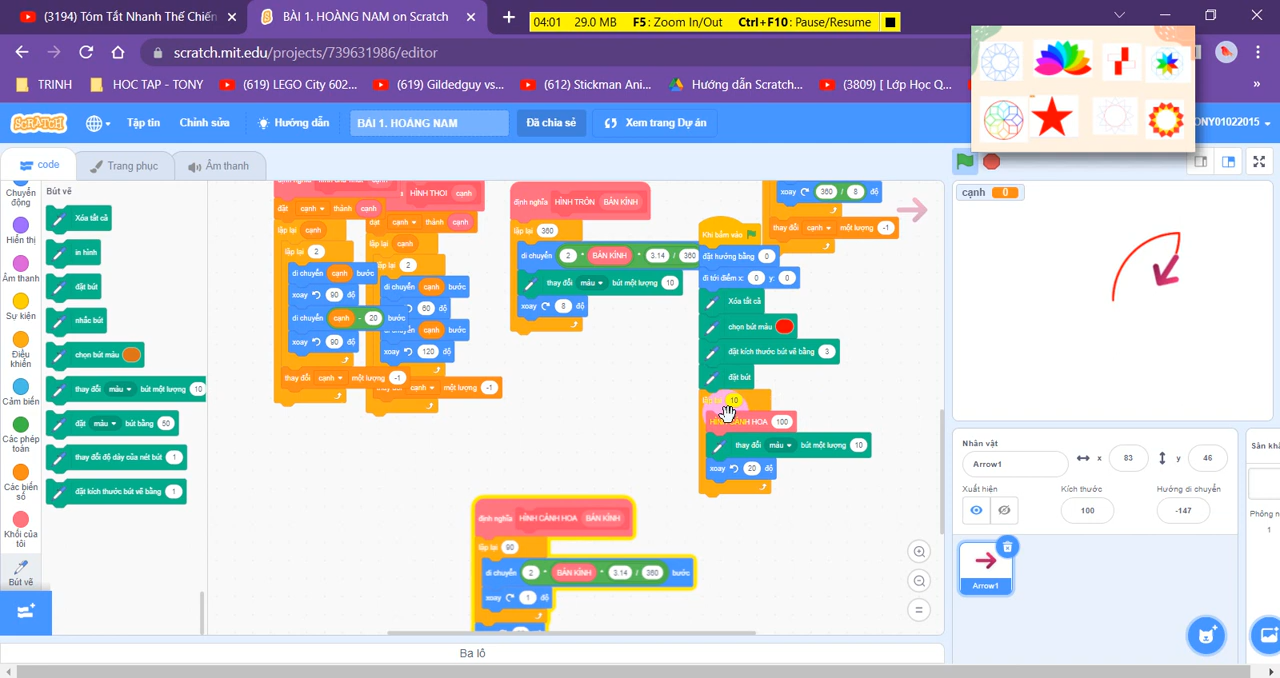 (3194) Tóm Tắt Nhanh Thế Chiến
BÀI 1. HOÀNG NAM on Scratch
04:01 29.0 MB F5: Zoom In/Out Ctrl+F10: Pause/Resume
scratch.mit.edu/projects/739631986/editor
TRINH
HOC TAP - TONY
(619) LEGO City 602...
(619) Gildedguy vs...
(612) Stickman Ani...
Hướng dẫn Scratch...
(3809) [ Lớp Học Q...
»
SCRATCH
Tập tin
Chỉnh sửa
Hướng dẫn
BÀI 1. HOÀNG NAM
Đã chia sẻ
Xem trang Dự án
ONY01022015
code
Trang phục
Âm thanh
Chuyển động
Hiển thị
Âm thanh
Sự kiện
Điều khiển
Cảm biến
Các phép toán
Các biến số
Khối của tôi
Bút vẽ
Bút vẽ
Xóa tất cả
in hình
đặt bút
nhấc bút
chọn bút màu
thay đổi màu bút một lượng 10
đặt màu bút bằng 50
thay đổi độ dày của nét bút 1
đặt kích thước bút vẽ bằng 1
đặt cạnh thành cạnh
lặp lại cạnh
lặp lại 2
di chuyển cạnh bước
xoay 90 độ
di chuyển cạnh - 20 bước
xoay 90 độ
thay đổi cạnh một lượng -1
HÌNH THOI cạnh
đặt cạnh thành cạnh
lặp lại cạnh
lặp lại 2
di chuyển cạnh bước
60 độ
di chuyển cạnh bước
xoay 120 độ
cạnh một lượng -1
định nghĩa HÌNH TRÒN BÁN KÍNH
lặp lại 360
di chuyển 2 * BÁN KÍNH * 3.14 / 360
thay đổi màu bút một lượng 10
xoay 8 độ
Khi bấm vào
đặt hướng bằng 0
đi tới điểm x: 0 y: 0
Xóa tất cả
chọn bút màu
đặt kích thước bút vẽ bằng 3
đặt bút
10
HÌNH CÁNH HOA 100
thay đổi màu bút một lượng 10
xoay 20 độ
xoay 360 / 8 độ
thay đổi cạnh một lượng -1
định nghĩa HÌNH CÁNH HOA BÁN KÍNH
lặp lại 90
di chuyển 2 * BÁN KÍNH * 3.14 / 360 bước
xoay 1 độ
cạnh 0
Nhân vật
Arrow1
x 83
y 46
Xuất hiện
Kích thước
100
Hướng di chuyển
-147
Arrow1
Sân khấ
Phông n
1
Ba lô